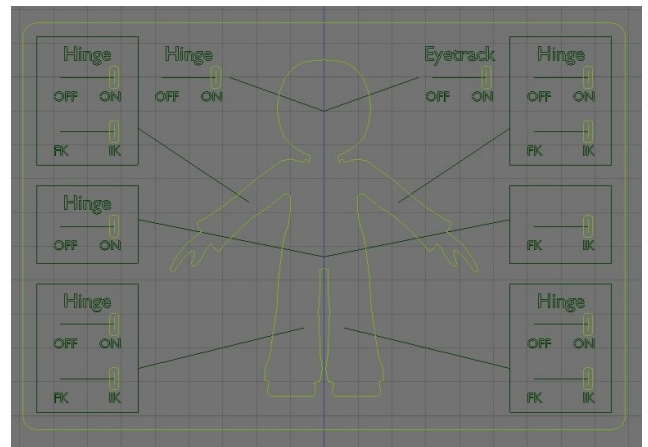 Hinge Hinge Eyetrack Hinge
OFF ON OFF ON OFF ON OFF ON
FK IK FK IK
Hinge
OFF ON FK IK
Hinge Hinge
OFF ON OFF ON
FK IK FK IK